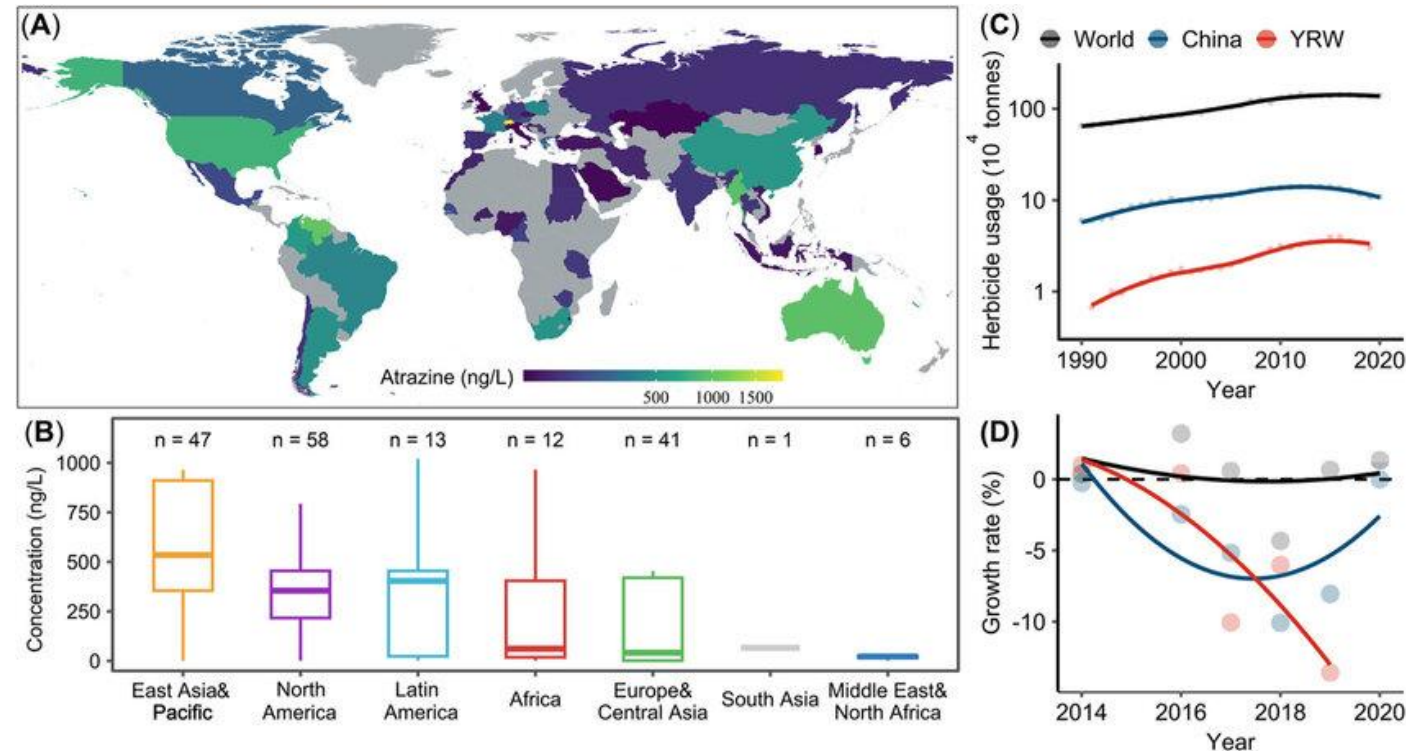 (A)
Atrazine (ng/L)
500 1000 1500
(B)
n = 47 n = 58 n = 13 n = 12 n = 41 n = 1 n = 6
Concentration (ng/L)
1000
750
500
250
0
East Asia& Pacific
North America
Latin America
Africa
Europe& Central Asia
South Asia
Middle East& North Africa
(C)
World China YRW
Herbicide usage (10^4 tonnes)
100
10
1
1990 2000 2010 2020
Year
(D)
Growth rate (%)
0
-5
-10
2014 2016 2018 2020
Year